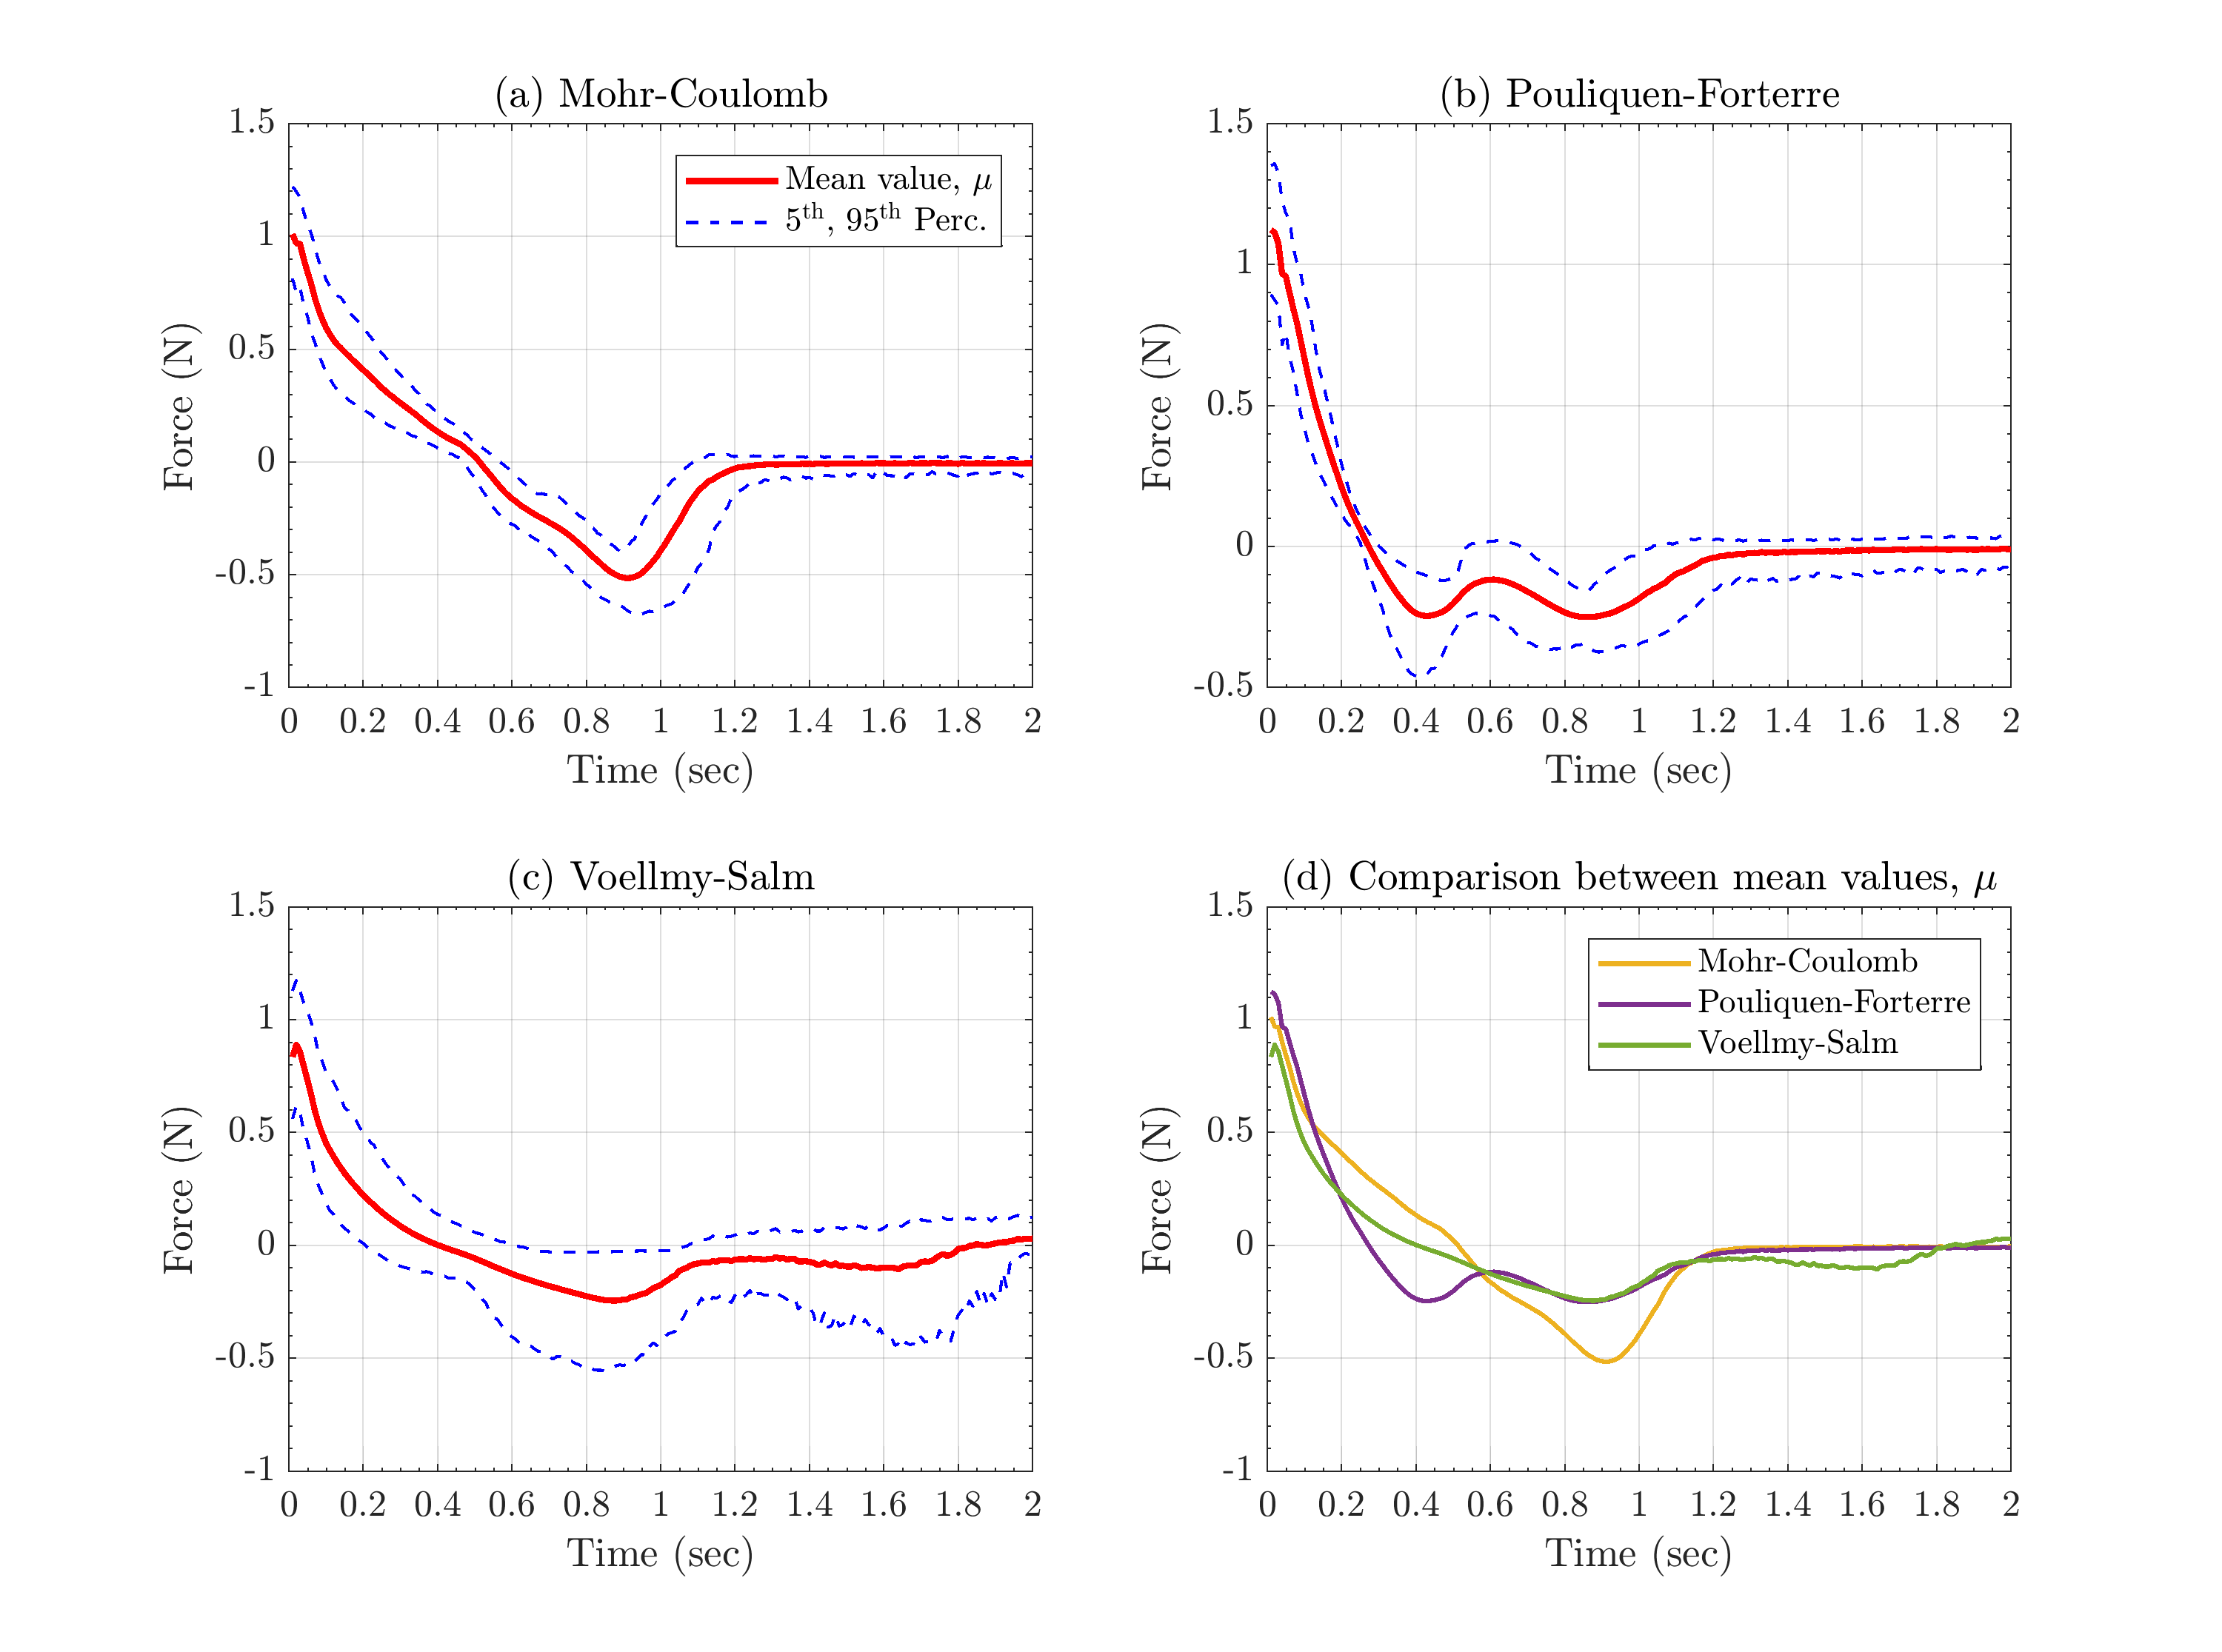 (a) Mohr-Coulomb
1.5
1
0.5
0
-0.5
-1
Force (N)
Mean value, μ
5th, 95th Perc.
0 0.2 0.4 0.6 0.8 1 1.2 1.4 1.6 1.8 2
Time (sec)
(b) Pouliquen-Forterre
1.5
1
0.5
0
-0.5
Force (N)
0 0.2 0.4 0.6 0.8 1 1.2 1.4 1.6 1.8 2
Time (sec)
(c) Voellmy-Salm
1.5
1
0.5
0
-0.5
-1
Force (N)
0 0.2 0.4 0.6 0.8 1 1.2 1.4 1.6 1.8 2
Time (sec)
(d) Comparison between mean values, μ
1.5
1
0.5
0
-0.5
-1
Force (N)
Mohr-Coulomb
Pouliquen-Forterre
Voellmy-Salm
0 0.2 0.4 0.6 0.8 1 1.2 1.4 1.6 1.8 2
Time (sec)